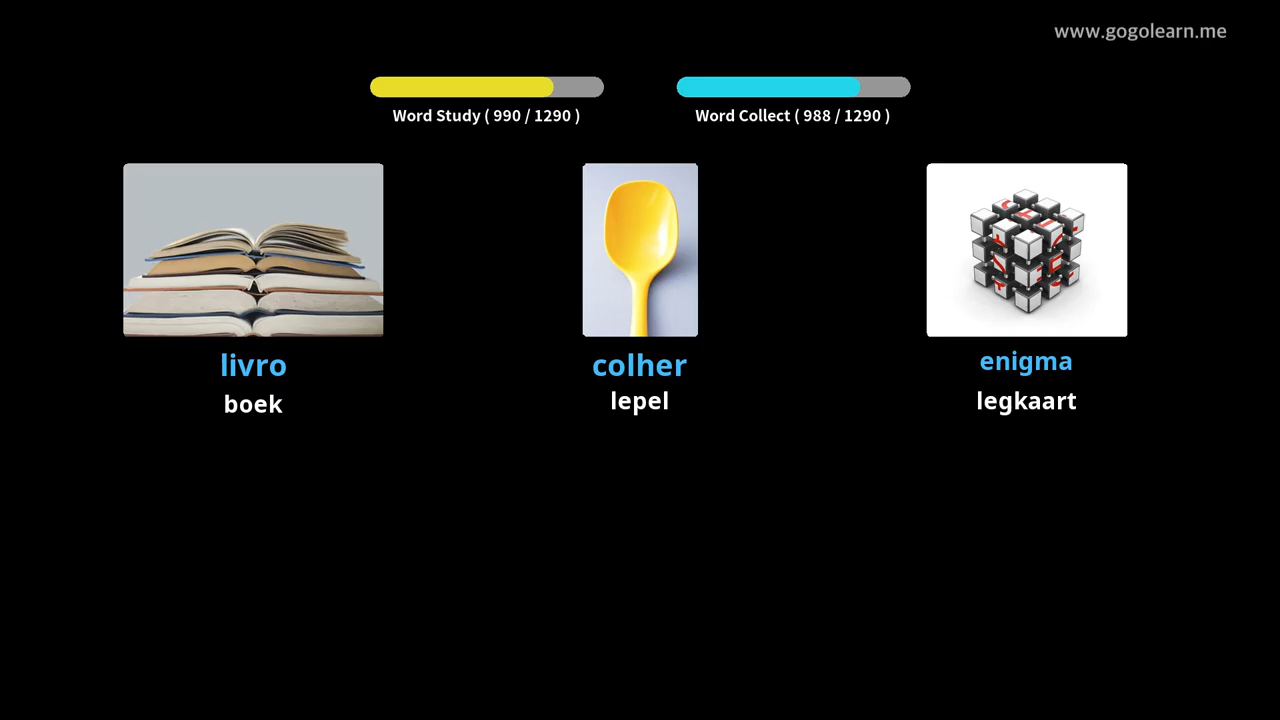 www.gogolearn.me
Word Study ( 990 / 1290 )
Word Collect ( 988 / 1290 )
livro
boek
colher
lepel
enigma
legkaart